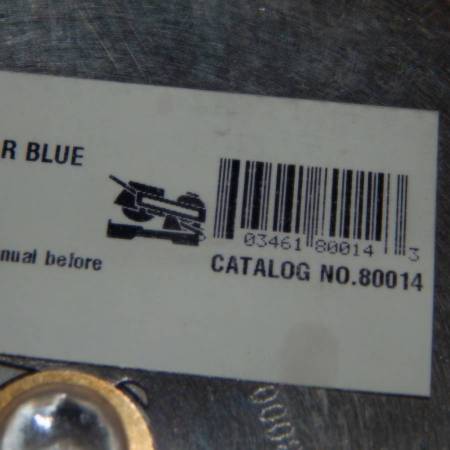 R BLUE
03461 80014 3
nual before
CATALOG NO.80014